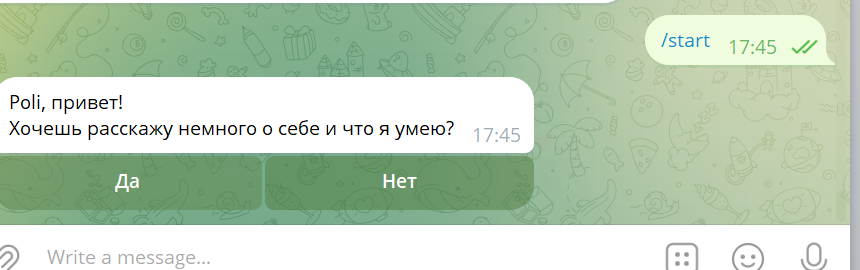 /start 17:45
Poli, привет!
Хочешь расскажу немного о себе и что я умею? 17:45
Да Нет
Write a message...